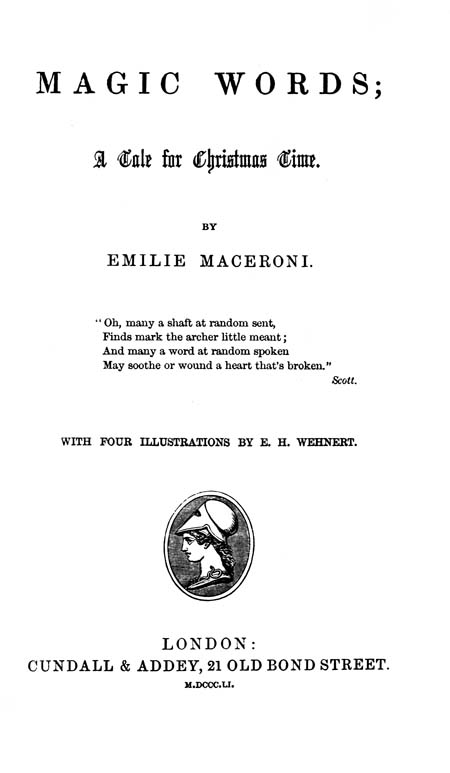 MAGIC WORDS;
A Tale for Christmas Time.
BY
EMILIE MACERONI.
"Oh, many a shaft at random sent,
Finds mark the archer little meant;
And many a word at random spoken
May soothe or wound a heart that's broken."
Scott.
WITH FOUR ILLUSTRATIONS BY E. H. WEHNERT.
LONDON:
CUNDALL & ADDEY, 21 OLD BOND STREET.
M.DCCC.LI.